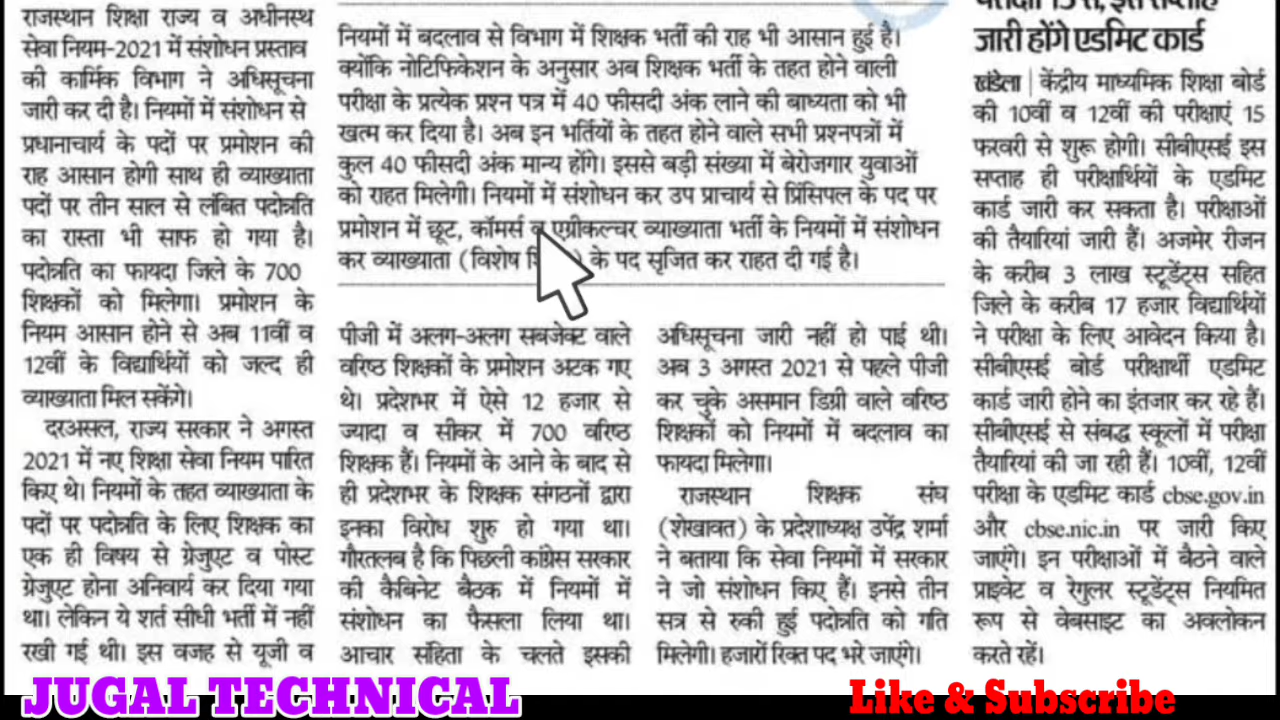 राजस्थान शिक्षा राज्य व अधीनस्थ
सेवा नियम-2021 में संशोधन प्रस्ताव
की कार्मिक विभाग ने अधिसूचना
जारी कर दी है। नियमों में संशोधन से
प्रधानाचार्य के पदों पर प्रमोशन की
राह आसान होगी साथ ही व्याख्याता
पदों पर तीन साल से लंबित पदोन्नति
का रास्ता भी साफ हो गया है।
पदोन्नति का फायदा जिले के 700
शिक्षकों को मिलेगा। प्रमोशन के
नियम आसान होने से अब 11वीं व
12वीं के विद्यार्थियों को जल्द ही
व्याख्याता मिल सकेंगे।
दरअसल, राज्य सरकार ने अगस्त
2021 में नए शिक्षा सेवा नियम पारित
किए थे। नियमों के तहत व्याख्याता के
पदों पर पदोन्नति के लिए शिक्षक का
एक ही विषय से ग्रेजुएट व पोस्ट
ग्रेजुएट होना अनिवार्य कर दिया गया
था। लेकिन ये शर्त सीधी भर्ती में नहीं
रखी गई थी। इस वजह से यूजी व
नियमों में बदलाव से विभाग में शिक्षक भर्ती की राह भी आसान हुई है।
क्योंकि नोटिफिकेशन के अनुसार अब शिक्षक भर्ती के तहत होने वाली
परीक्षा के प्रत्येक प्रश्न पत्र में 40 फीसदी अंक लाने की बाध्यता को भी
खत्म कर दिया है। अब इन भर्तियों के तहत होने वाले सभी प्रश्नपत्रों में
कुल 40 फीसदी अंक मान्य होंगे। इससे बड़ी संख्या में बेरोजगार युवाओं
को राहत मिलेगी। नियमों में संशोधन कर उप प्राचार्य से प्रिंसिपल के पद पर
प्रमोशन में छूट, कॉमर्स व एग्रीकल्चर व्याख्याता भर्ती के नियमों में संशोधन
कर व्याख्याता (विशेष ) के पद सृजित कर राहत दी गई है।
पीजी में अलग-अलग सबजेक्ट वाले
वरिष्ठ शिक्षकों के प्रमोशन अटक गए
थे। प्रदेशभर में ऐसे 12 हजार से
ज्यादा व सीकर में 700 वरिष्ठ
शिक्षक हैं। नियमों के आने के बाद से
ही प्रदेशभर के शिक्षक संगठनों द्वारा
इनका विरोध शुरु हो गया था।
गौरतलब है कि पिछली कांग्रेस सरकार
की कैबिनेट बैठक में नियमों में
संशोधन का फैसला लिया था।
आचार संहिता के चलते इसकी
अधिसूचना जारी नहीं हो पाई थी।
अब 3 अगस्त 2021 से पहले पीजी
कर चुके असमान डिग्री वाले वरिष्ठ
शिक्षकों को नियमों में बदलाव का
फायदा मिलेगा।
राजस्थान शिक्षक संघ
(शेखावत) के प्रदेशाध्यक्ष उपेंद्र शर्मा
ने बताया कि सेवा नियमों में सरकार
ने जो संशोधन किए हैं। इनसे तीन
सत्र से रुकी हुई पदोन्नति को गति
मिलेगी। हजारों रिक्त पद भरे जाएंगे।
जारी होंगे एडमिट कार्ड
खंडेला | केंद्रीय माध्यमिक शिक्षा बोर्ड
की 10वीं व 12वीं की परीक्षाएं 15
फरवरी से शुरू होगी। सीबीएसई इस
सप्ताह ही परीक्षार्थियों के एडमिट
कार्ड जारी कर सकता है। परीक्षाओं
की तैयारियां जारी हैं। अजमेर रीजन
के करीब 3 लाख स्टूडेंट्स सहित
जिले के करीब 17 हजार विद्यार्थियों
ने परीक्षा के लिए आवेदन किया है।
सीबीएसई बोर्ड परीक्षार्थी एडमिट
कार्ड जारी होने का इंतजार कर रहे हैं।
सीबीएसई से संबद्ध स्कूलों में परीक्षा
तैयारियां की जा रही हैं। 10वीं, 12वीं
परीक्षा के एडमिट कार्ड cbse.gov.in
और cbse.nic.in पर जारी किए
जाएंगे। इन परीक्षाओं में बैठने वाले
प्राइवेट व रेगुलर स्टूडेंट्स नियमित
रूप से वेबसाइट का अवलोकन
करते रहें।
JUGAL TECHNICAL
Like & Subscribe